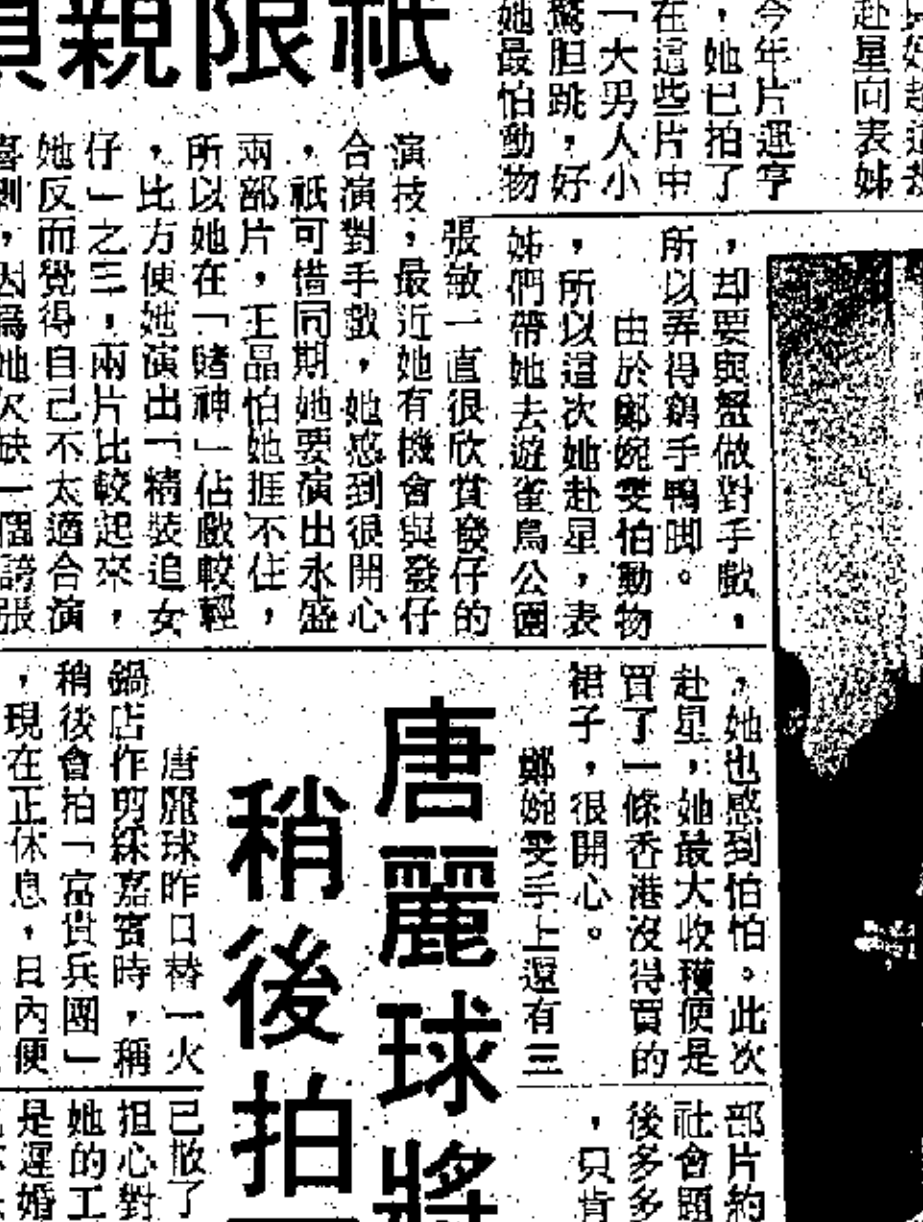 赴星向表姊
今年片運亨
，她已拍了
在這些片中
「大男人小
驚胆跳，好
她最怕動物
，却要與雞做對手戲，
所以弄得鷄手鴨脚。
由於鄭婉雯怕動物
，所以這次她赴星，表
姊們帶她去遊雀鳥公園
，她也感到怕怕。此次
赴星，她最大收穫便是
買了一條香港沒得買的
裙子，很開心。
鄭婉雯手上還有三
部片約
社會題
後多多
，只肯
祇限親
張敏一直很欣賞發仔的
演技，最近她有機會與發仔
合演對手戲，她感到很開心
，祇可惜同期她要演出永盛
兩部片，王晶怕她捱不住，
所以她在「賭神」佔戲較輕
，比方便她演出「精裝追女
仔」之三，兩片比較起來，
她反而覺得自己不太適合演
喜劇，因爲她欠缺一個誇張
唐麗球將
稍後拍
唐麗球昨日替一火
鍋店作剪綵嘉賓時，稱
稍後會拍「富貴兵團」
，現在正休息，日內便
已散了
担心對
她的工
是遲婚